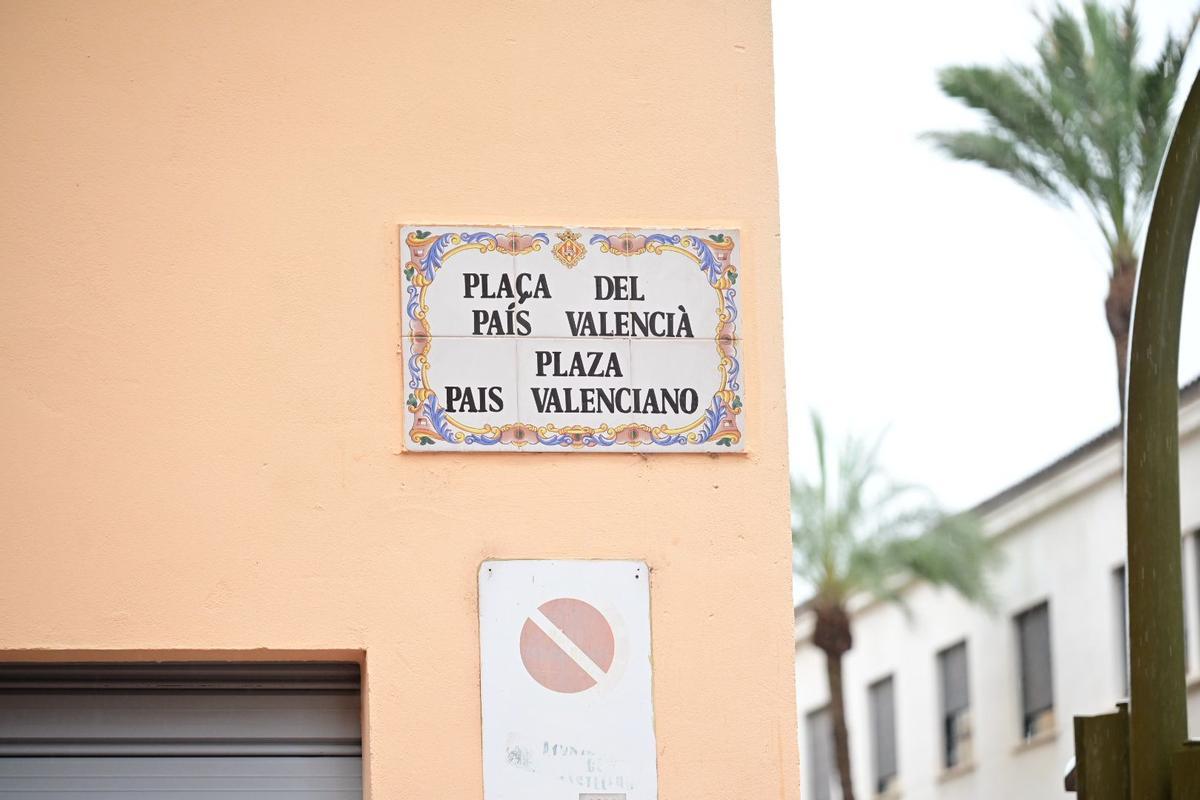 PLAÇA DEL
PAÍS VALENCIÀ
PLAZA
PAIS VALENCIANO